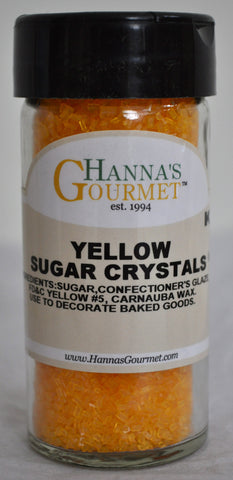 HANNA'S
GOURMET™
est. 1994
YELLOW
SUGAR CRYSTALS
INGREDIENTS:SUGAR,CONFECTIONER'S GLAZE,
FD&C YELLOW #5, CARNAUBA WAX.
USE TO DECORATE BAKED GOODS.
www.HannasGourmet.com